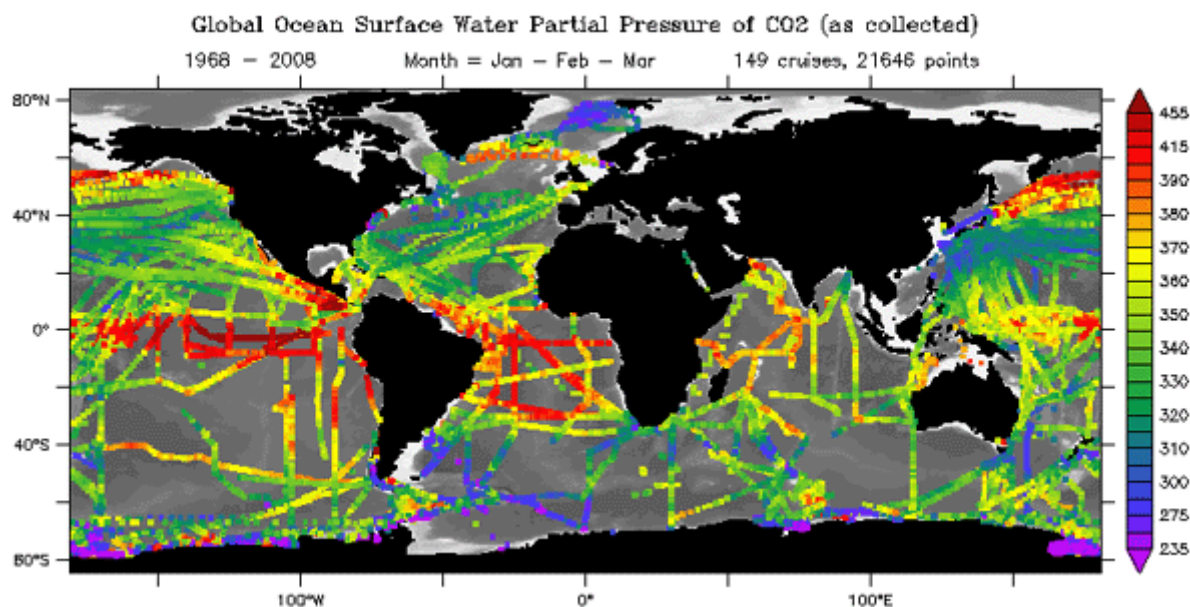 Global Ocean Surface Water Partial Pressure of CO2 (as collected)
1968 - 2008 Month = Jan - Feb - Mar 149 cruises, 21646 points
80°N
40°N
0°
40°S
80°S
100°W 0° 100°E
455
415
390
380
370
360
350
340
330
320
310
300
290
275
235